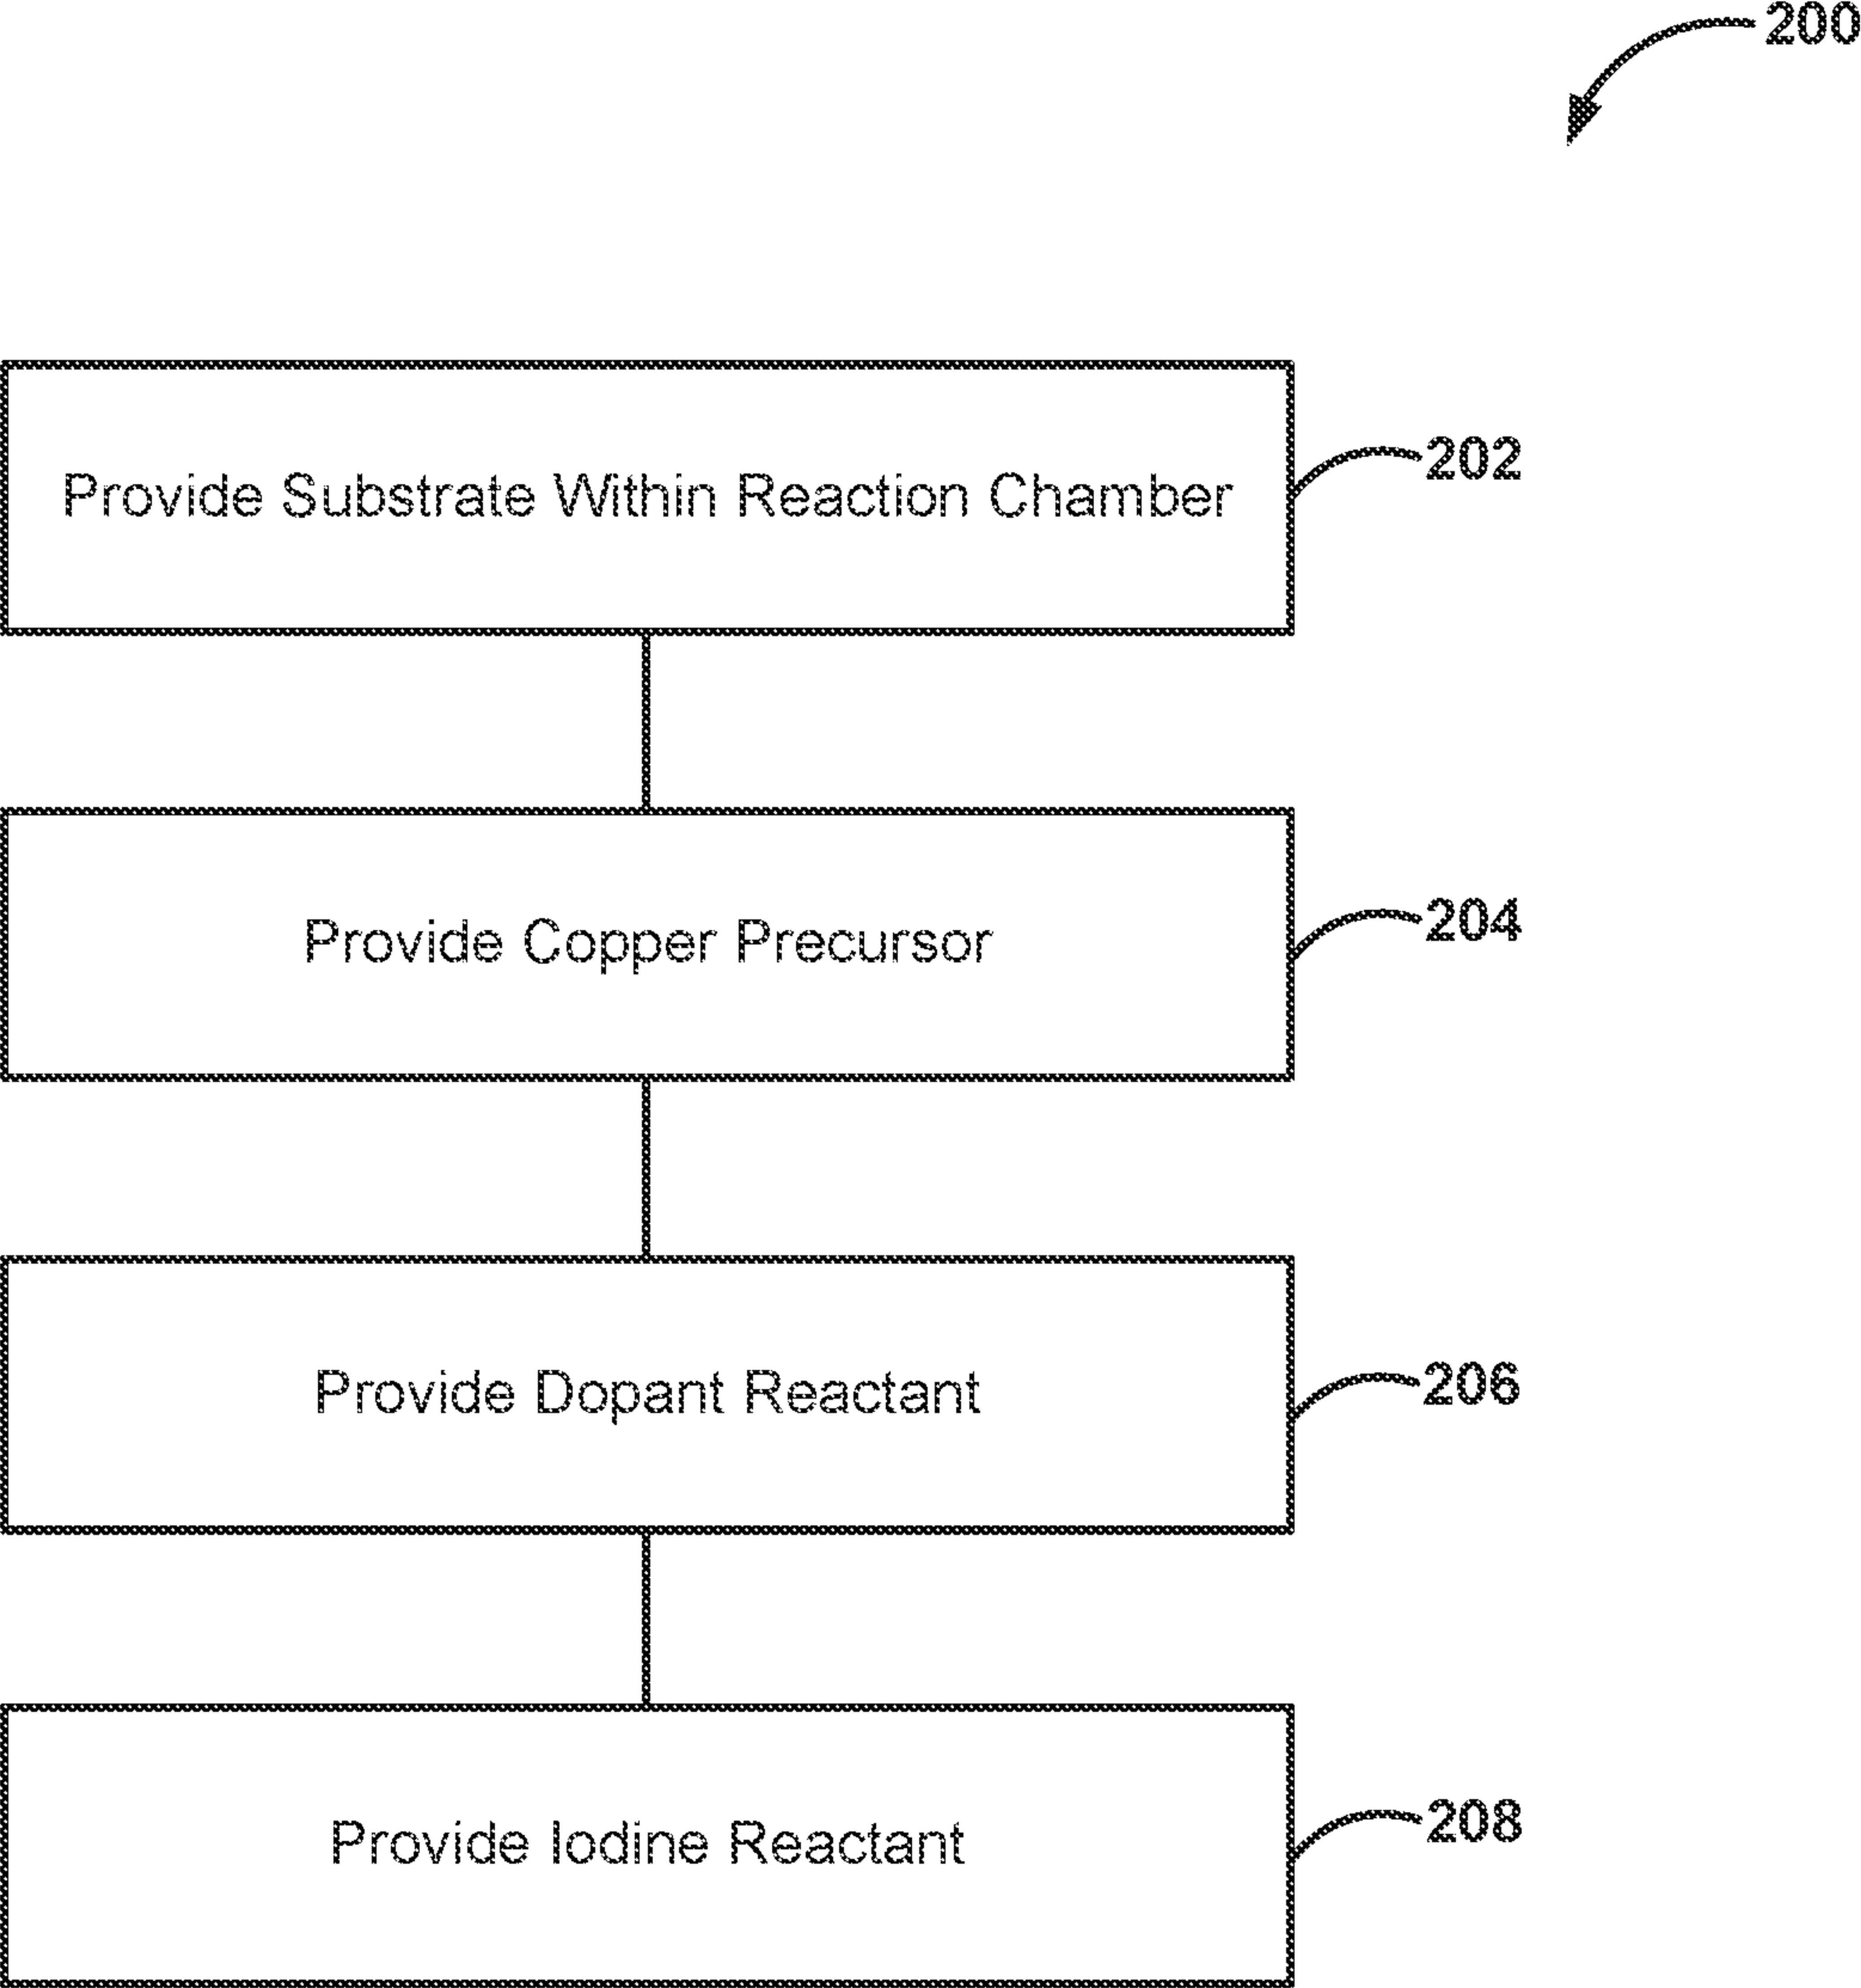 200
Provide Substrate Within Reaction Chamber
202
Provide Copper Precursor
204
Provide Dopant Reactant
206
Provide Iodine Reactant
208